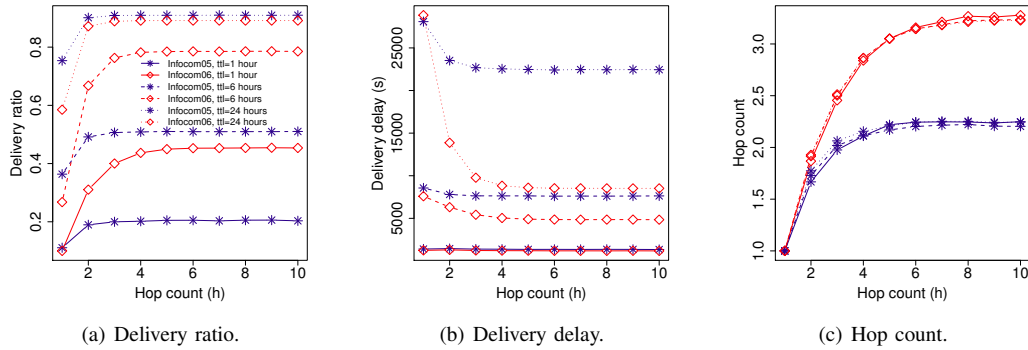 Delivery ratio
0.2
0.4
0.6
0.8
Infocom05, ttl=1 hour
Infocom06, ttl=1 hour
Infocom05, ttl=6 hours
Infocom06, ttl=6 hours
Infocom05, ttl=24 hours
Infocom06, ttl=24 hours
2 4 6 8 10
Hop count (h)
(a) Delivery ratio.
Delivery delay (s)
5000
15000
25000
2 4 6 8 10
Hop count (h)
(b) Delivery delay.
Hop count
1.0
1.5
2.0
2.5
3.0
2 4 6 8 10
Hop count (h)
(c) Hop count.